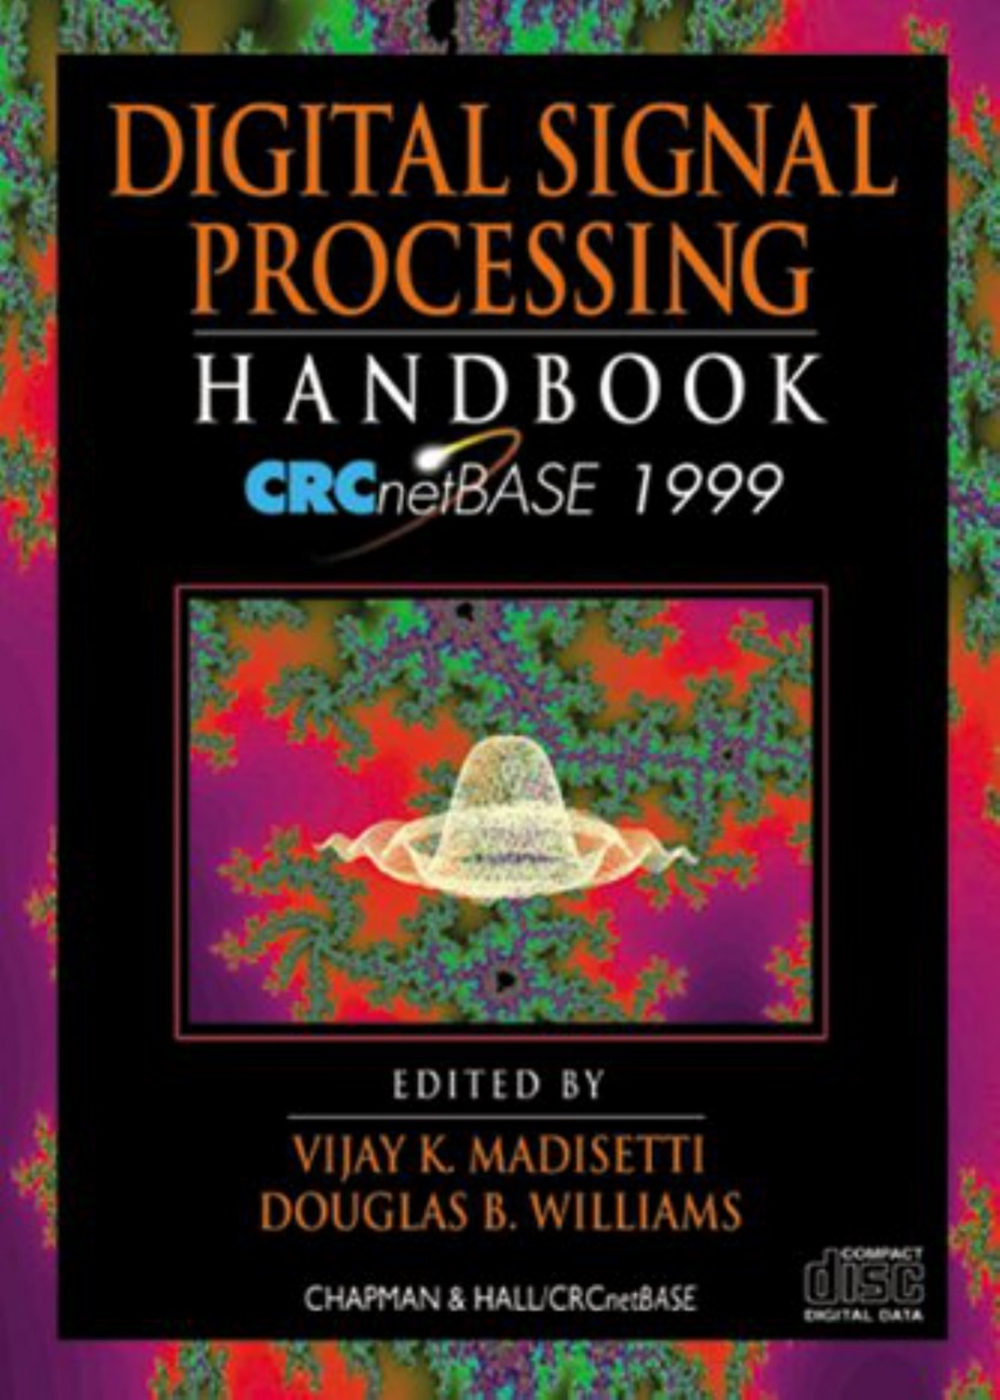 DIGITAL SIGNAL
PROCESSING
HANDBOOK
CRCnetBASE 1999
EDITED BY
VIJAY K. MADISETTI
DOUGLAS B. WILLIAMS
CHAPMAN & HALL/CRCnetBASE
COMPACT
disc
DIGITAL DATA